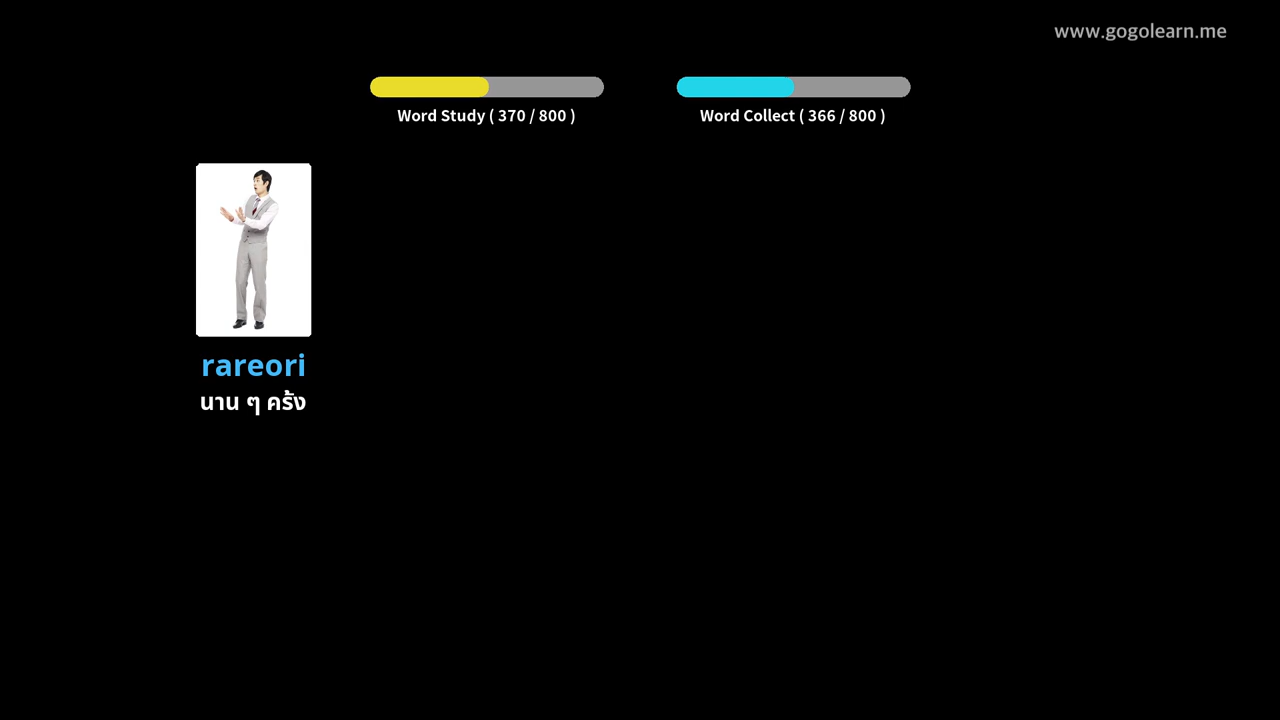 www.gogolearn.me
Word Study ( 370 / 800 )
Word Collect ( 366 / 800 )
rareori
นาน ๆ ครั้ง